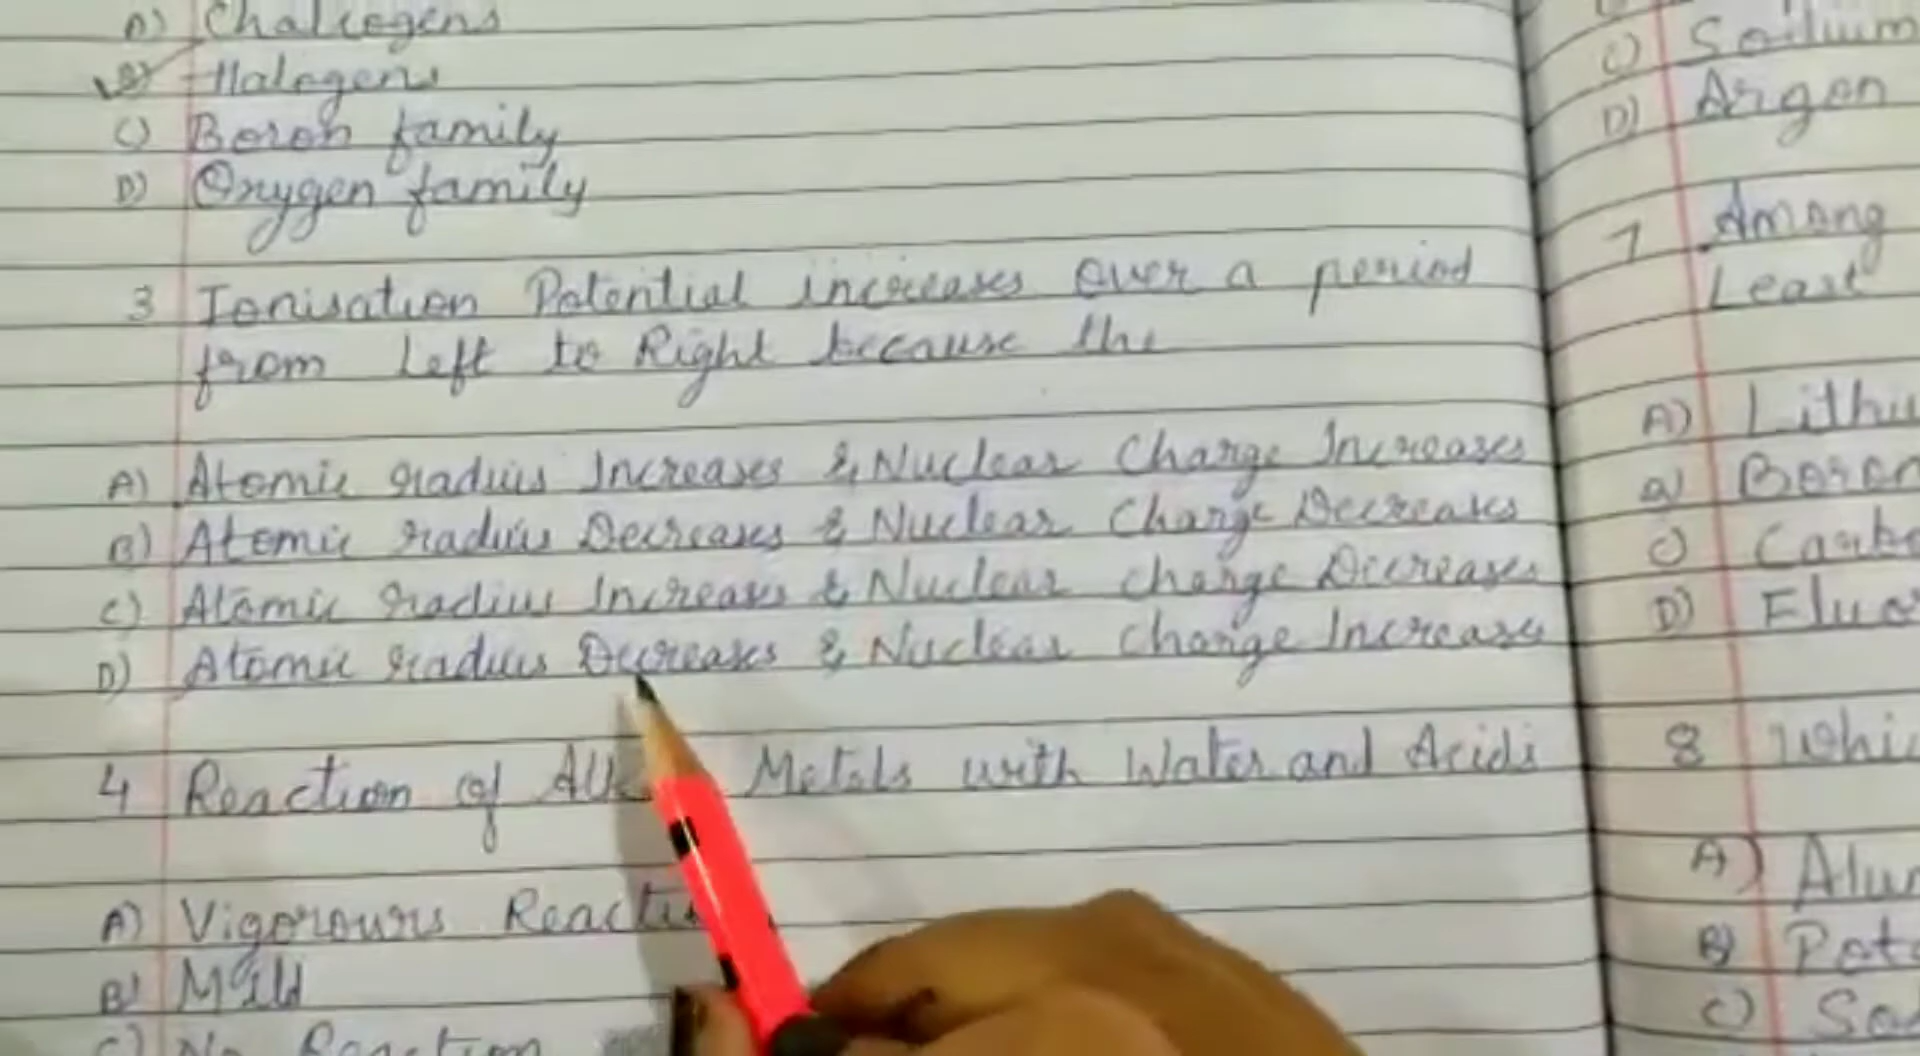 A) Chalcogens
B) Halogens
C) Boron family
D) Oxygen family
3 Ionisation Potential increases over a period
from Left to Right because the
A) Atomic radius Increases & Nuclear Charge Increases
B) Atomic radius Decreases & Nuclear Charge Decreases
C) Atomic radius Increases & Nuclear charge Decreases
D) Atomic radius Decreases & Nuclear Charge Increases
4 Reaction of Metals with Water and Acids
A) Vigorours
B) Mild
C) No Reaction
C) Sodium
D) Argon
7 Among
Least
A)
B) Boron
C)
D)
8
A)
B)
C)